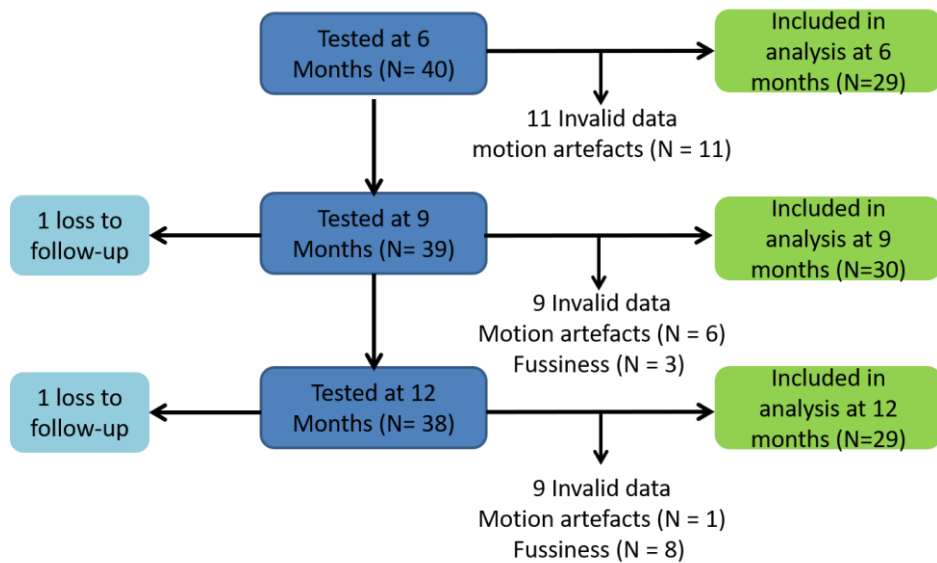 Tested at 6
Months (N= 40)
Included in
analysis at 6
months (N=29)
11 Invalid data
motion artefacts (N = 11)
1 loss to
follow-up
Tested at 9
Months (N= 39)
Included in
analysis at 9
months (N=30)
9 Invalid data
Motion artefacts (N = 6)
Fussiness (N = 3)
1 loss to
follow-up
Tested at 12
Months (N= 38)
Included in
analysis at 12
months (N=29)
9 Invalid data
Motion artefacts (N = 1)
Fussiness (N = 8)